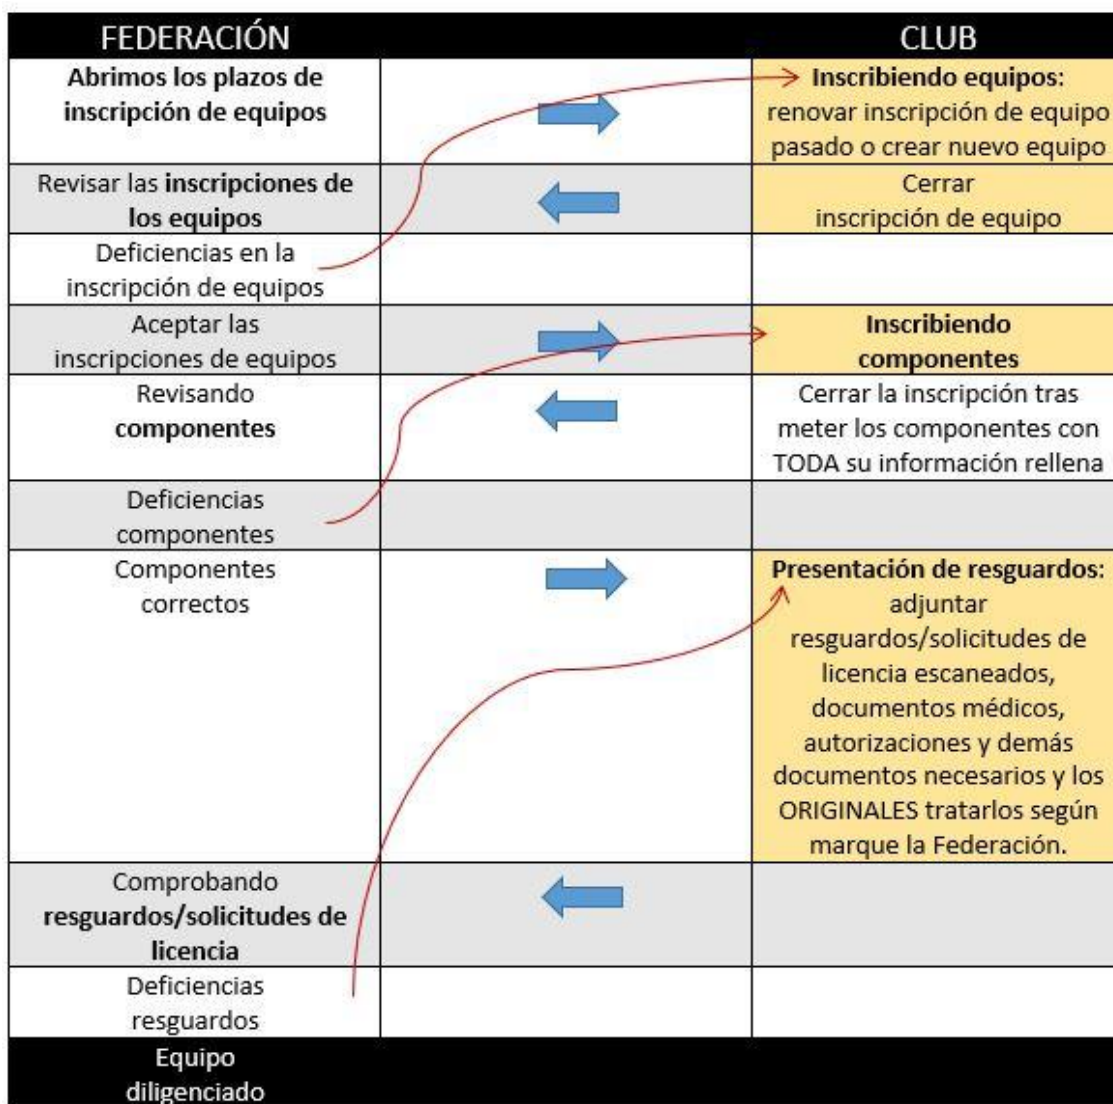 FEDERACIÓN
CLUB
Abrimos los plazos de
inscripción de equipos
Inscribiendo equipos:
renovar inscripción de equipo
pasado o crear nuevo equipo
Revisar las inscripciones de
los equipos
Cerrar
inscripción de equipo
Deficiencias en la
inscripción de equipos
Aceptar las
inscripciones de equipos
Inscribiendo
componentes
Revisando
componentes
Cerrar la inscripción tras
meter los componentes con
TODA su información rellena
Deficiencias
componentes
Componentes
correctos
Presentación de resguardos:
adjuntar
resguardos/solicitudes de
licencia escaneados,
documentos médicos,
autorizaciones y demás
documentos necesarios y los
ORIGINALES tratarlos según
marque la Federación.
Comprobando
resguardos/solicitudes de
licencia
Deficiencias
resguardos
Equipo
diligenciado